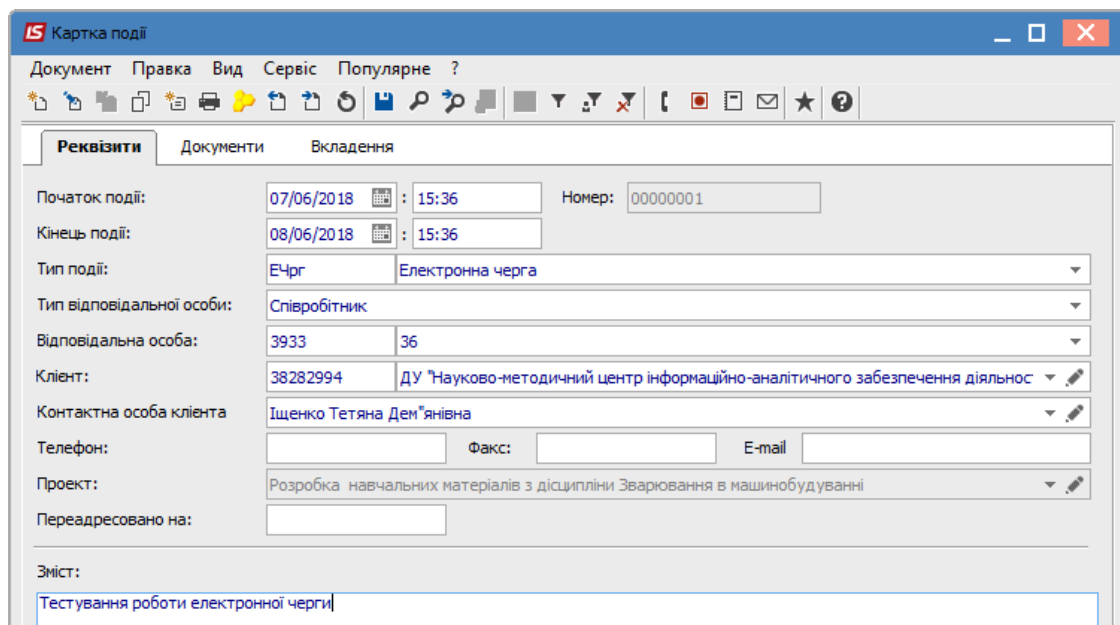 IS Картка події
Документ Правка Вид Сервіс Популярне ?
Реквізити Документи Вкладення
Початок події: 07/06/2018 : 15:36 Номер: 00000001
Кінець події: 08/06/2018 : 15:36
Тип події: ЕЧрг Електронна черга
Тип відповідальної особи: Співробітник
Відповідальна особа: 3933 36
Клієнт: 38282994 ДУ "Науково-методичний центр інформаційно-аналітичного забезпечення діяльност
Контактна особа клієнта Іщенко Тетяна Дем"янівна
Телефон: Факс: E-mail
Проект: Розробка навчальних матеріалів з дісципліни Зварювання в машинобудуванні
Переадресовано на:
Зміст:
Тестування роботи електронної черги